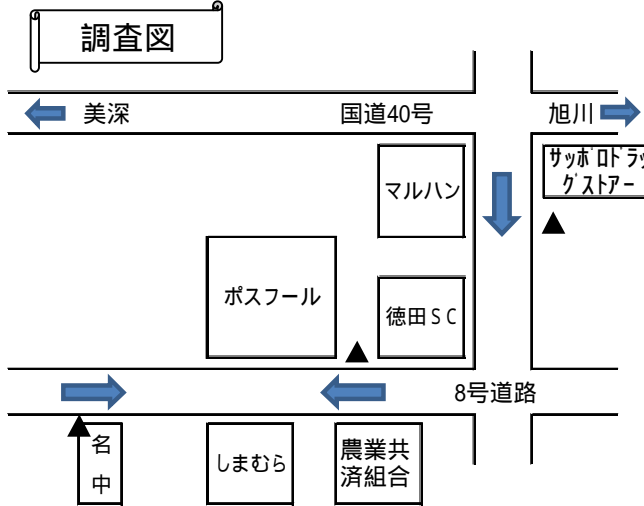 調査図
美深
国道40号
旭川
サッポロドラッ
グストアー
マルハン
ポスフール
徳田SC
8号道路
名
中
しまむら
農業共
済組合